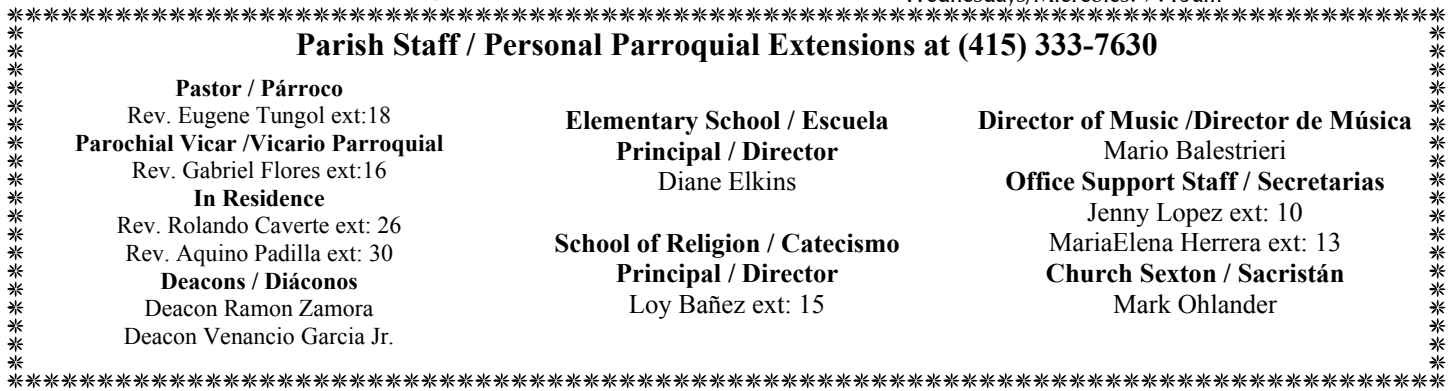 Parish Staff / Personal Parroquial Extensions at (415) 333-7630
Pastor / Párroco
Rev. Eugene Tungol ext:18
Parochial Vicar /Vicario Parroquial
Rev. Gabriel Flores ext:16
In Residence
Rev. Rolando Caverte ext: 26
Rev. Aquino Padilla ext: 30
Deacons / Diáconos
Deacon Ramon Zamora
Deacon Venancio Garcia Jr.
Elementary School / Escuela
Principal / Director
Diane Elkins
School of Religion / Catecismo
Principal / Director
Loy Bañez ext: 15
Director of Music /Director de Música
Mario Balestrieri
Office Support Staff / Secretarias
Jenny Lopez ext: 10
MariaElena Herrera ext: 13
Church Sexton / Sacristán
Mark Ohlander